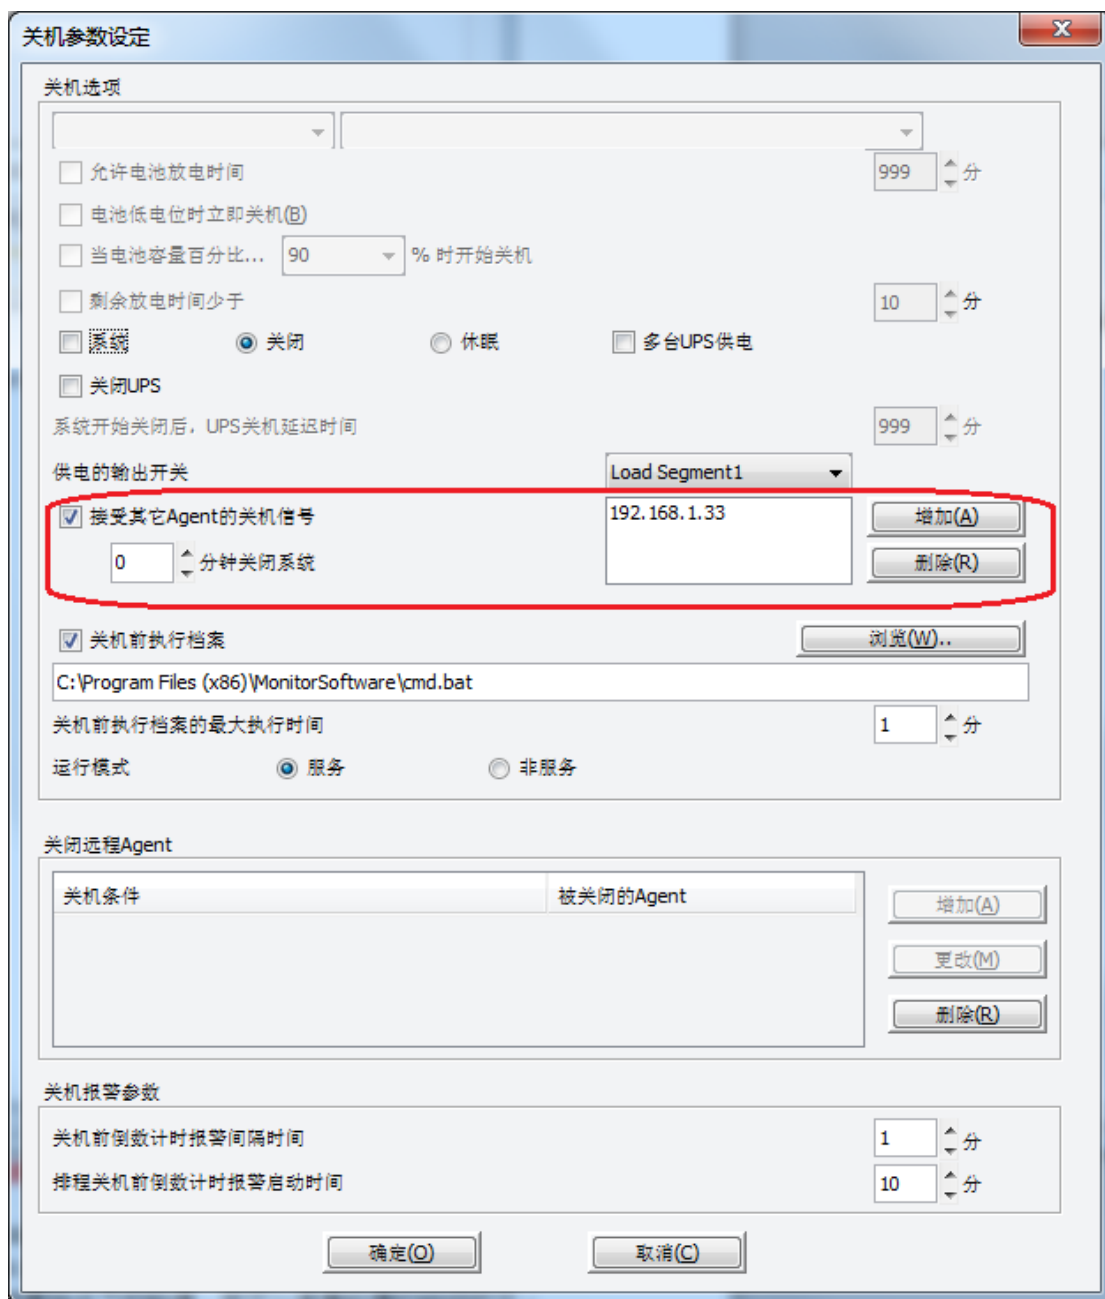 关机参数设定
关机选项
允许电池放电时间 999 分
电池低电位时立即关机(B)
当电池容量百分比... 90 % 时开始关机
剩余放电时间少于 10 分
系统 关闭 休眠 多台UPS供电
关闭UPS
系统开始关闭后，UPS关机延迟时间 999 分
供电的输出开关 Load Segment1
接受其它Agent的关机信号 192.168.1.33 增加(A)
0 分钟关闭系统 删除(R)
关机前执行档案 浏览(W)..
C:\Program Files (x86)\MonitorSoftware\cmd.bat
关机前执行档案的最大执行时间 1 分
运行模式 服务 非服务
关闭远程Agent
关机条件 被关闭的Agent
增加(A)
更改(M)
删除(R)
关机报警参数
关机前倒数计时报警间隔时间 1 分
排程关机前倒数计时报警启动时间 10 分
确定(O) 取消(C)